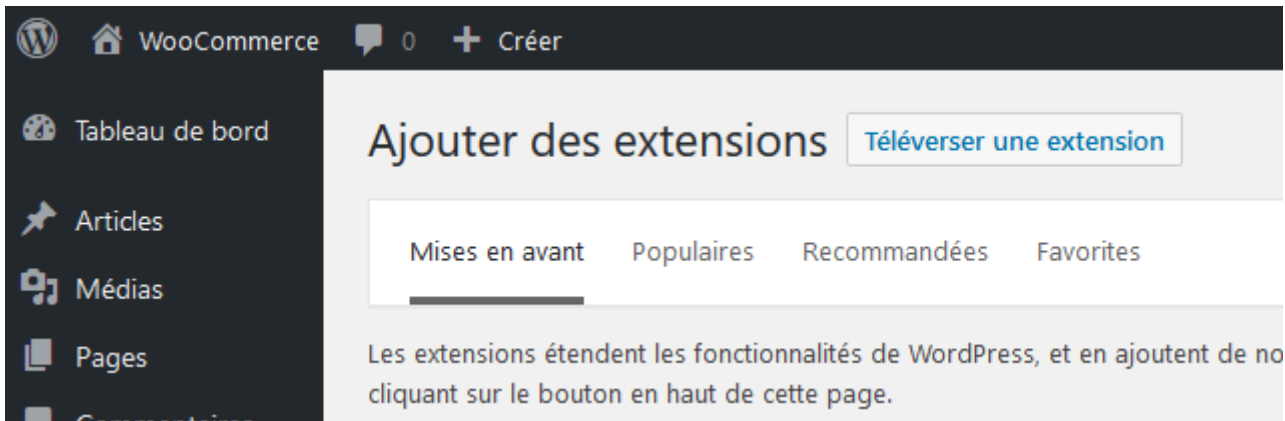 WooCommerce 0 Créer
Tableau de bord
Ajouter des extensions Téléverser une extension
Articles
Mises en avant Populaires Recommandées Favorites
Médias
Pages
Les extensions étendent les fonctionnalités de WordPress, et en ajoutent de no
cliquant sur le bouton en haut de cette page.
Commentaires